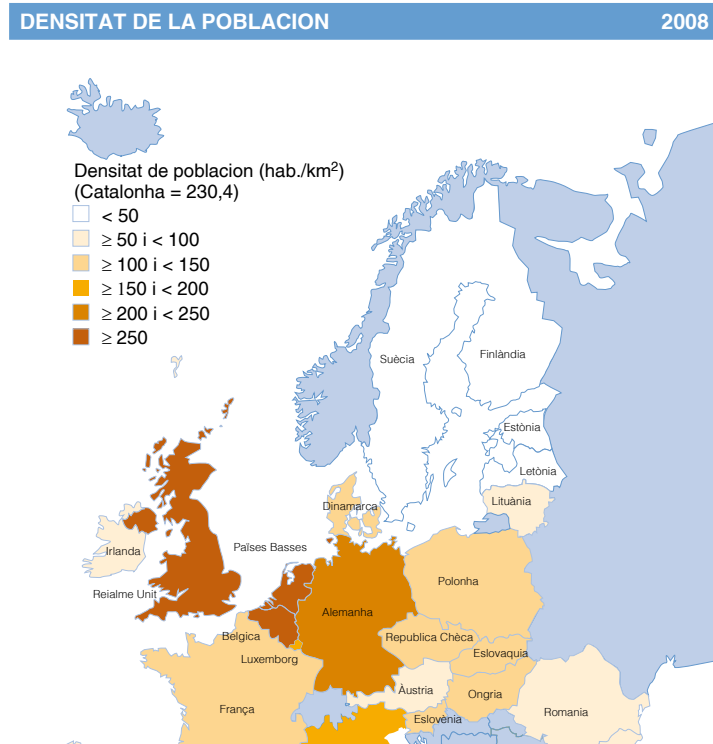 DENSITAT DE LA POBLACION 2008
Densitat de poblacion (hab./km²)
(Catalonha = 230,4)
< 50
≥ 50 i < 100
≥ 100 i < 150
≥ 150 i < 200
≥ 200 i < 250
≥ 250
Suècia
Finlàndia
Estònia
Letònia
Lituània
Dinamarca
Irlanda
Països Basses
Reialme Unit
Polonha
Alemanha
Belgica
Republica Chèca
Luxemborg
Eslovaquia
Àustria
Ongria
França
Eslovènia
Romania